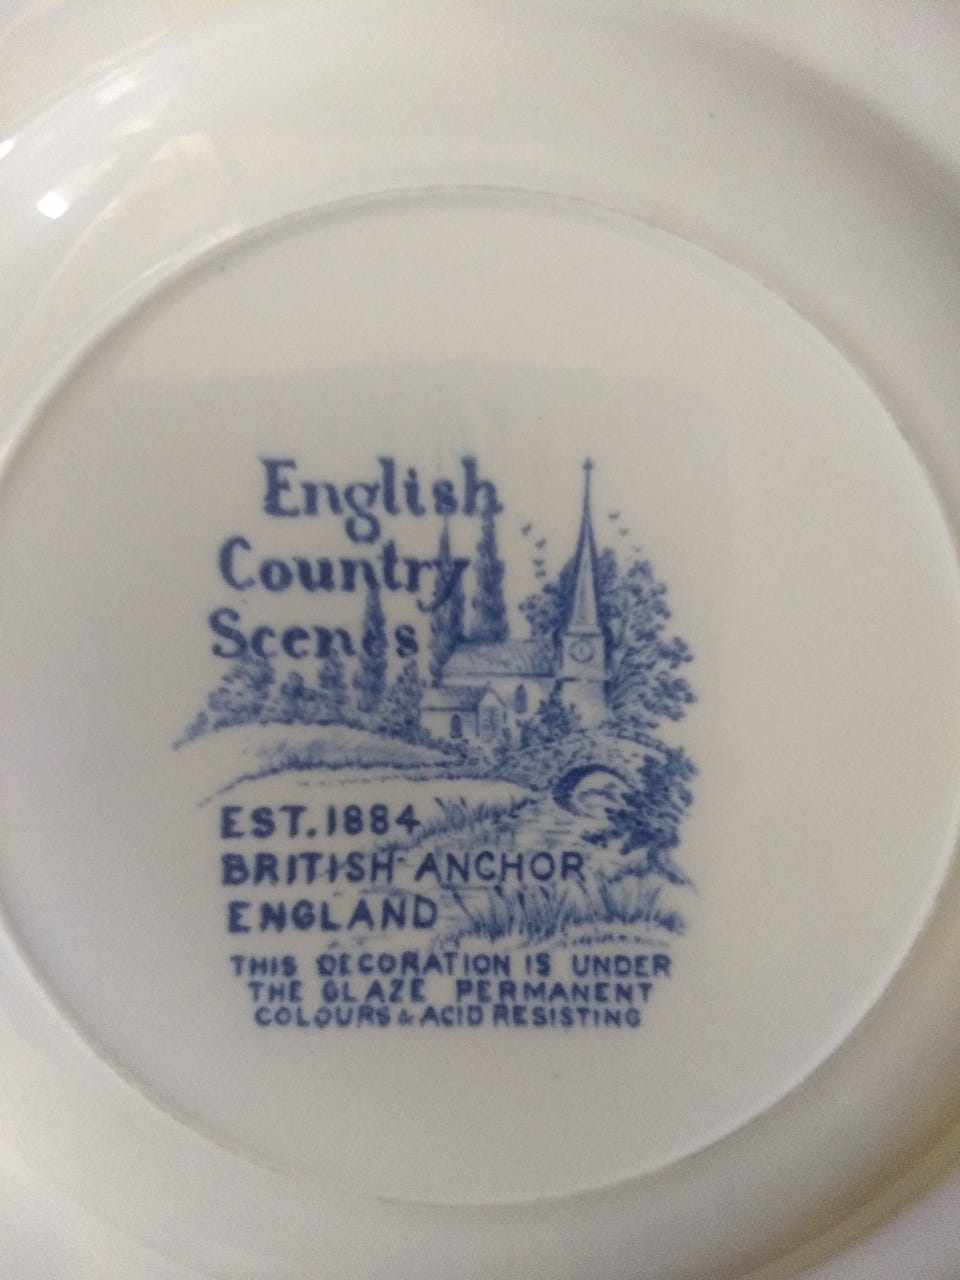 English
Country
Scenes
EST. 1884
BRITISH ANCHOR
ENGLAND
THIS DECORATION IS UNDER
THE GLAZE PERMANENT
COLOURS & ACID RESISTING